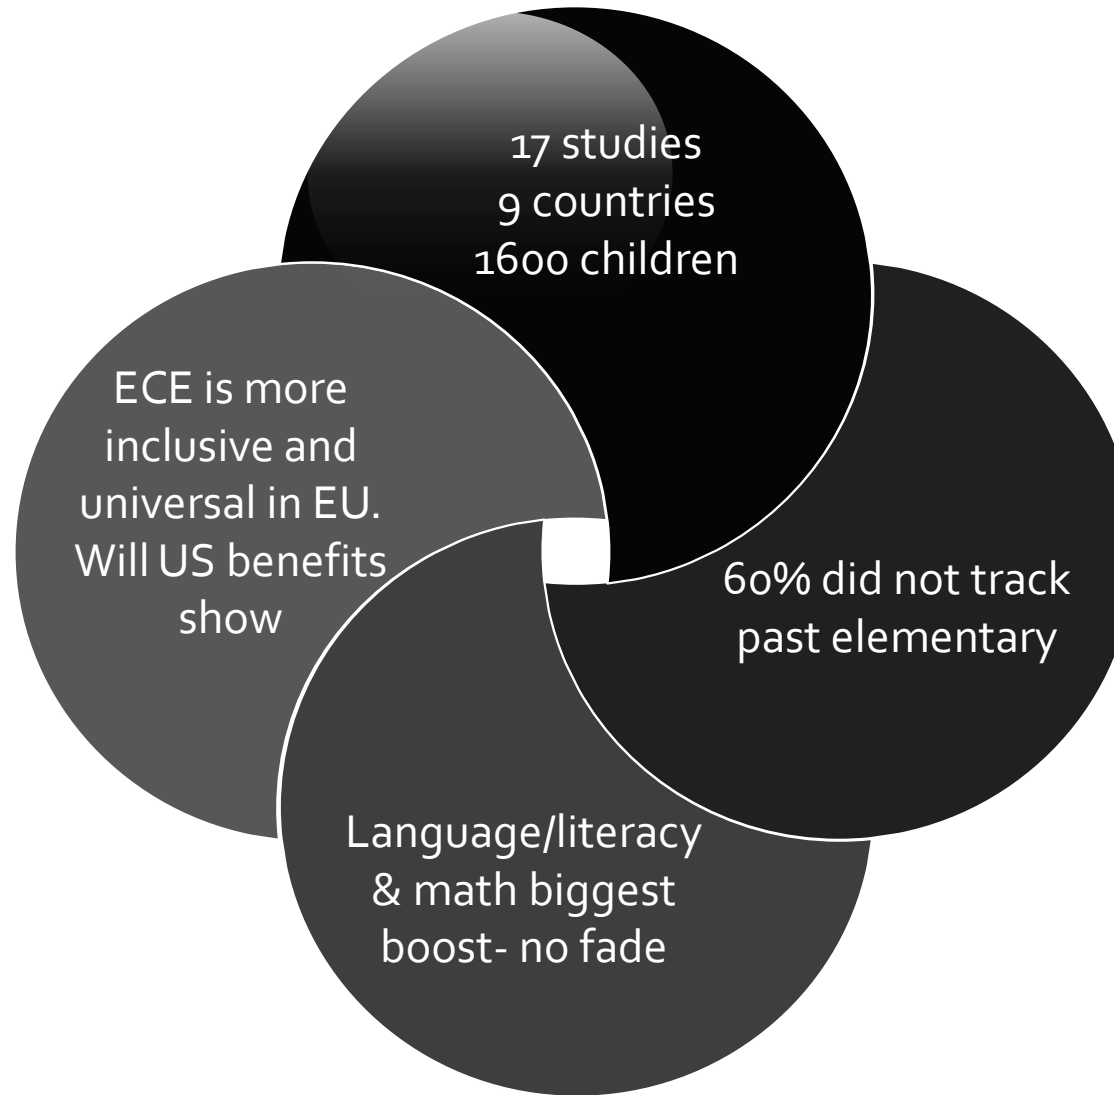 17 studies
9 countries
1600 children
60% did not track
past elementary
Language/literacy
& math biggest
boost- no fade
ECE is more
inclusive and
universal in EU.
Will US benefits
show